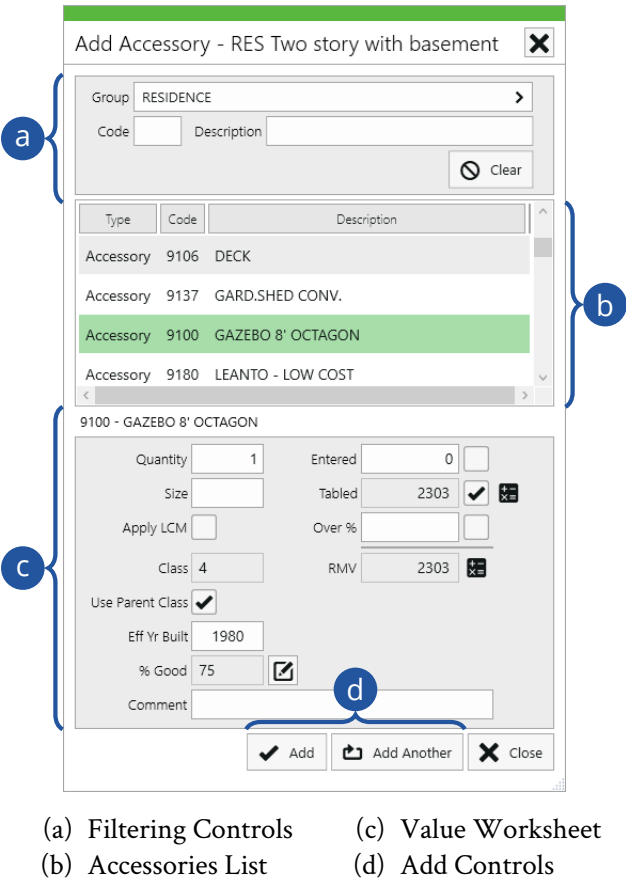 Add Accessory - RES Two story with basement
Group RESIDENCE
a
Code Description
Clear
Type Code Description
Accessory 9106 DECK
Accessory 9137 GARD.SHED CONV.
b
Accessory 9100 GAZEBO 8' OCTAGON
Accessory 9180 LEANTO - LOW COST
9100 - GAZEBO 8' OCTAGON
Quantity 1 Entered 0
Size Tabled 2303
Apply LCM Over %
c
Class 4 RMV 2303
Use Parent Class
Eff Yr Built 1980
% Good 75
d
Comment
Add Add Another Close
(a) Filtering Controls (c) Value Worksheet
(b) Accessories List (d) Add Controls